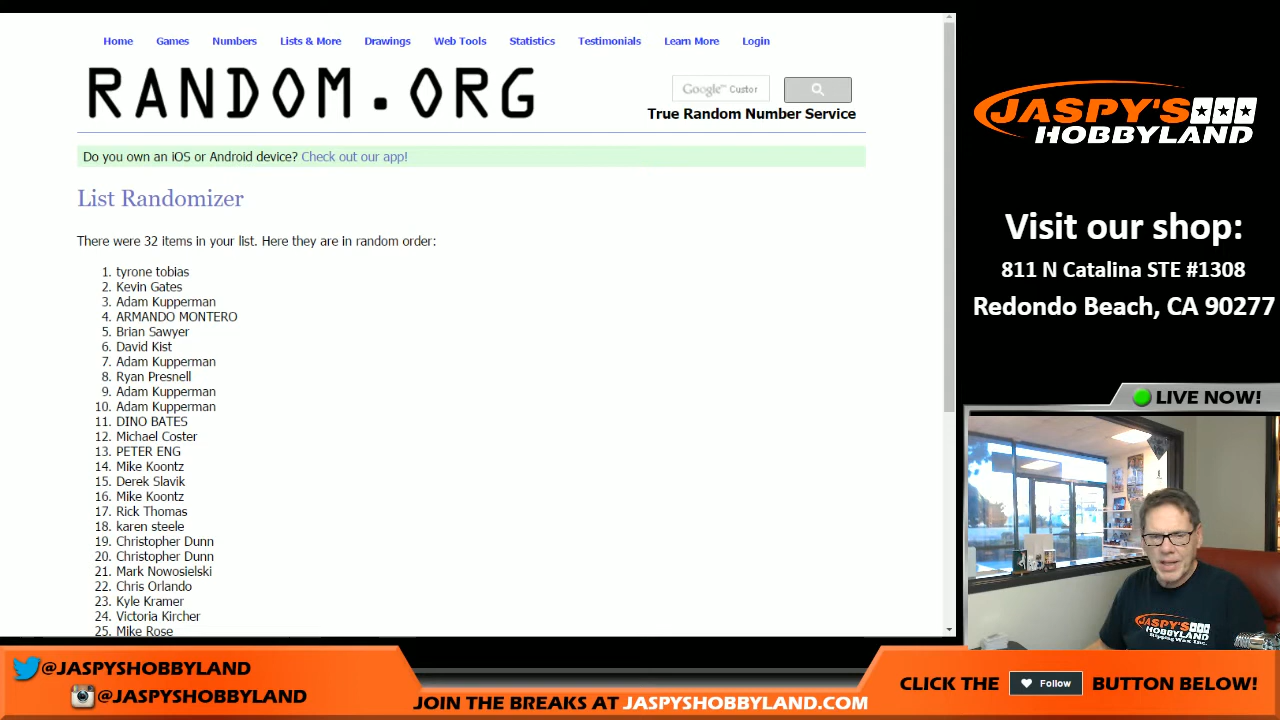 Home Games Numbers Lists & More Drawings Web Tools Statistics Testimonials Learn More Login
RANDOM.ORG
Google™ Custor
True Random Number Service
Do you own an iOS or Android device? Check out our app!
List Randomizer
There were 32 items in your list. Here they are in random order:
1. tyrone tobias
2. Kevin Gates
3. Adam Kupperman
4. ARMANDO MONTERO
5. Brian Sawyer
6. David Kist
7. Adam Kupperman
8. Ryan Presnell
9. Adam Kupperman
10. Adam Kupperman
11. DINO BATES
12. Michael Coster
13. PETER ENG
14. Mike Koontz
15. Derek Slavik
16. Mike Koontz
17. Rick Thomas
18. karen steele
19. Christopher Dunn
20. Christopher Dunn
21. Mark Nowosielski
22. Chris Orlando
23. Kyle Kramer
24. Victoria Kircher
25. Mike Rose
JASPY'S
HOBBYLAND
Visit our shop:
811 N Catalina STE #1308
Redondo Beach, CA 90277
LIVE NOW!
JASPY'S
HOBBYLAND
Ripping Wax Inc.
@JASPYSHOBBYLAND
@JASPYSHOBBYLAND
JOIN THE BREAKS AT JASPYSHOBBYLAND.COM
CLICK THE Follow BUTTON BELOW!